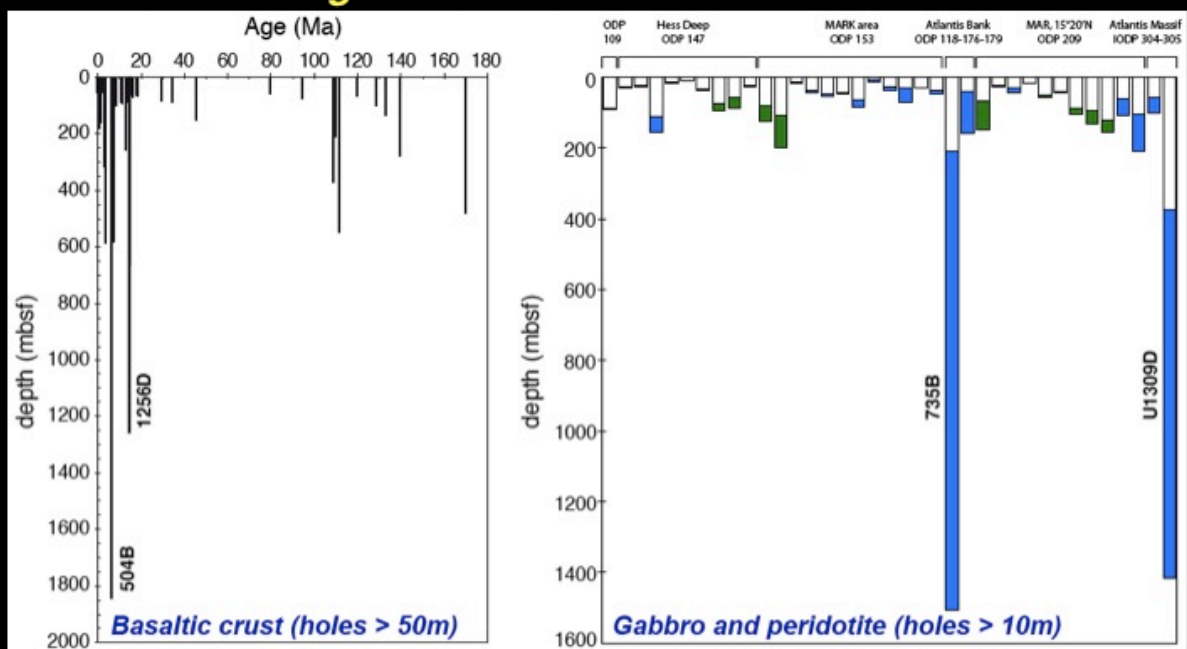 Age (Ma)
0 20 40 60 80 100 120 140 160 180
depth (mbsf)
0
200
400
600
800
1000
1200
1400
1600
1800
2000
504B
1256D
Basaltic crust (holes > 50m)
ODP 109
Hess Deep ODP 147
MARK area ODP 153
Atlantis Bank ODP 118-176-179
MAR, 15°20'N ODP 209
Atlantis Massif IODP 304-305
depth (mbsf)
0
200
400
600
800
1000
1200
1400
1600
735B
U1309D
Gabbro and peridotite (holes > 10m)